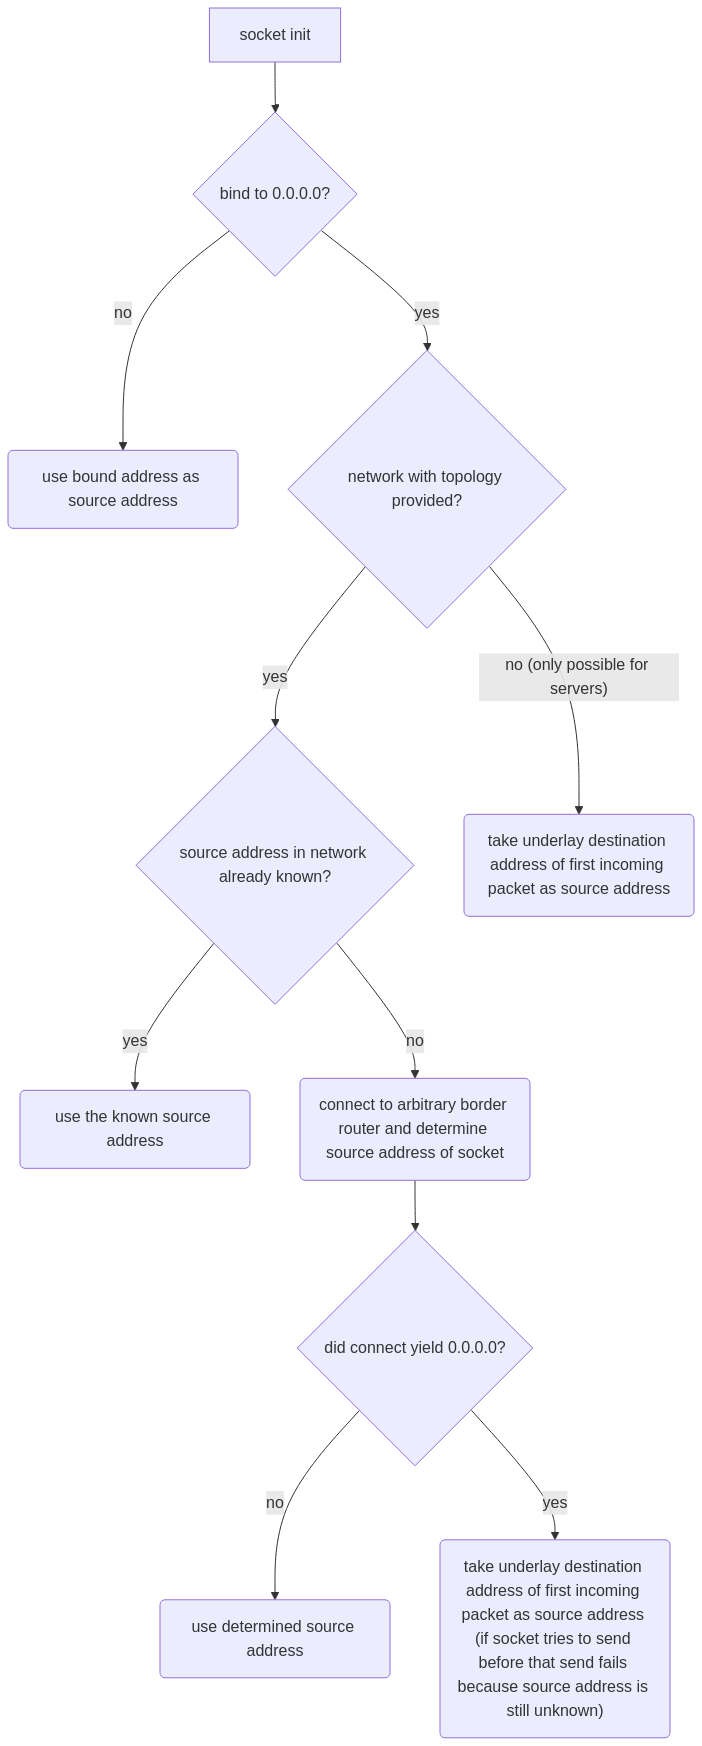 socket init
bind to 0.0.0.0?
no
yes
use bound address as
source address
network with topology
provided?
yes
no (only possible for
servers)
source address in network
already known?
take underlay destination
address of first incoming
packet as source address
yes
no
use the known source
address
connect to arbitrary border
router and determine
source address of socket
did connect yield 0.0.0.0?
no
yes
use determined source
address
take underlay destination
address of first incoming
packet as source address
(if socket tries to send
before that send fails
because source address is
still unknown)